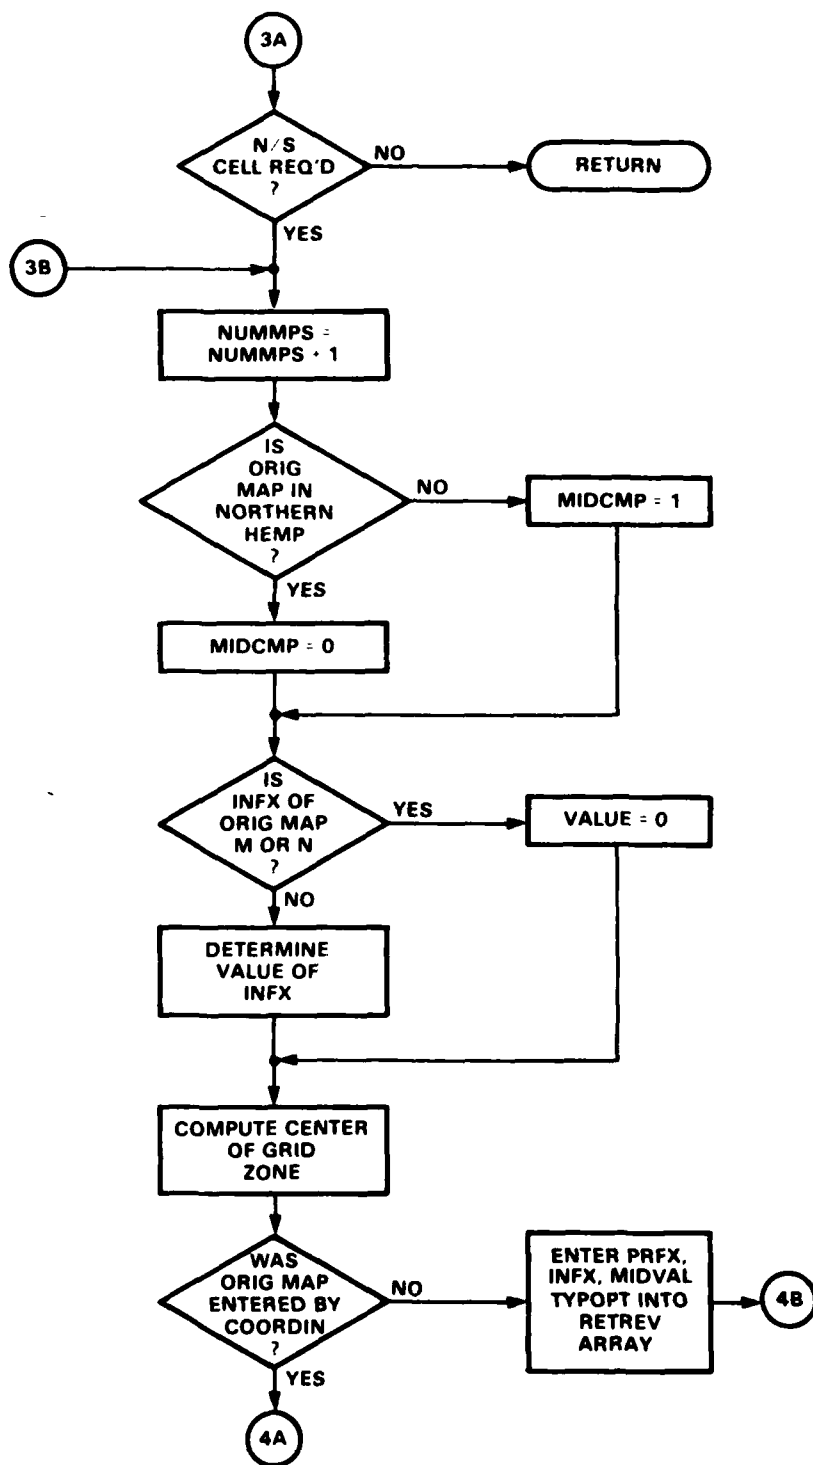 3A
N/S
CELL REQ'D
?
NO
RETURN
YES
3B
NUMMPS =
NUMMPS + 1
IS
ORIG
MAP IN
NORTHERN
HEMP
?
NO
MIDCMP = 1
YES
MIDCMP = 0
IS
INFX OF
ORIG MAP
M OR N
?
YES
VALUE = 0
NO
DETERMINE
VALUE OF
INFX
COMPUTE CENTER
OF GRID
ZONE
WAS
ORIG MAP
ENTERED BY
COORDIN
?
NO
ENTER PRFX,
INFX, MIDVAL
TYPOPT INTO
RETREV
ARRAY
4B
YES
4A